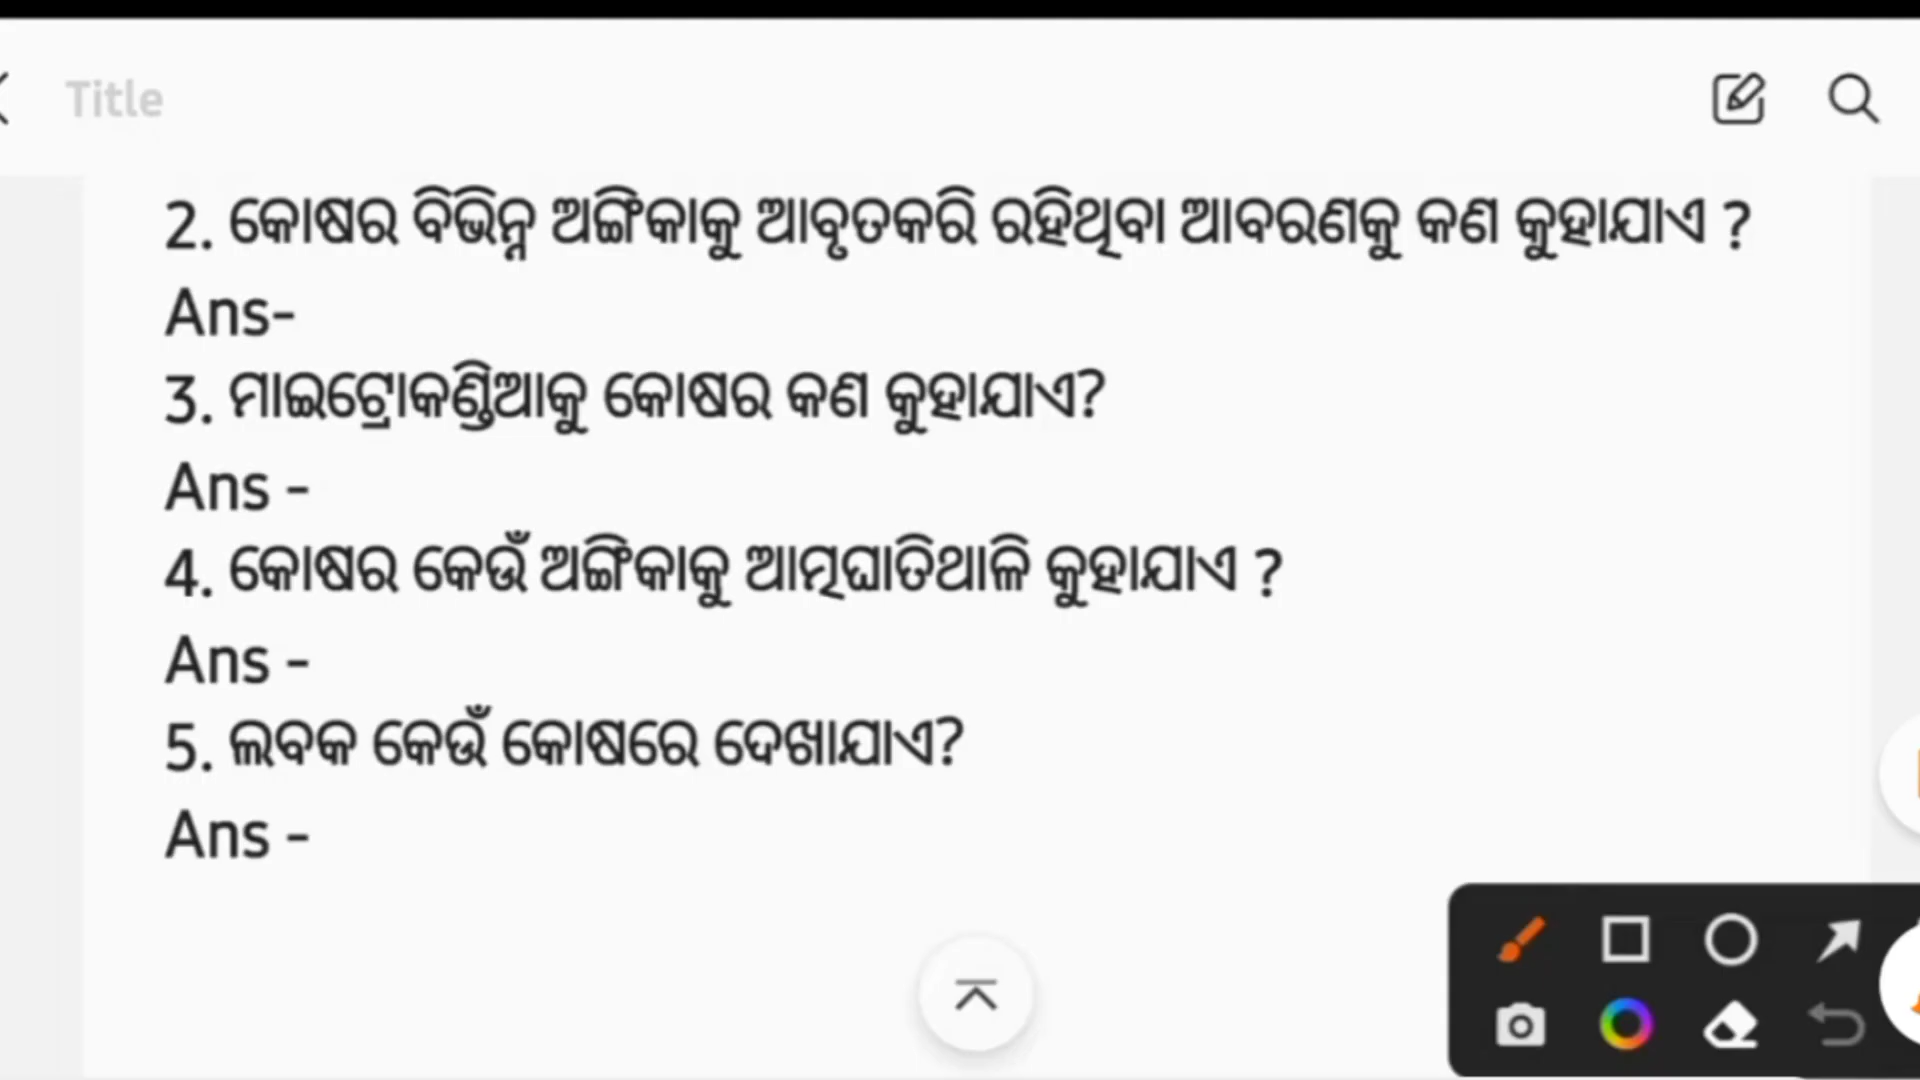 Title
2. କୋଷର ବିଭିନ୍ନ ଅଙ୍ଗିକାକୁ ଆବୃତକରି ରହିଥିବା ଆବରଣକୁ କଣ କୁହାଯାଏ ?
Ans-
3. ମାଇଟ୍ରୋକଣ୍ଡିଆକୁ କୋଷର କଣ କୁହାଯାଏ?
Ans -
4. କୋଷର କେଉଁ ଅଙ୍ଗିକାକୁ ଆତ୍ମଘାତିଥାଳି କୁହାଯାଏ ?
Ans -
5. ଲବକ କେଉଁ କୋଷରେ ଦେଖାଯାଏ?
Ans -